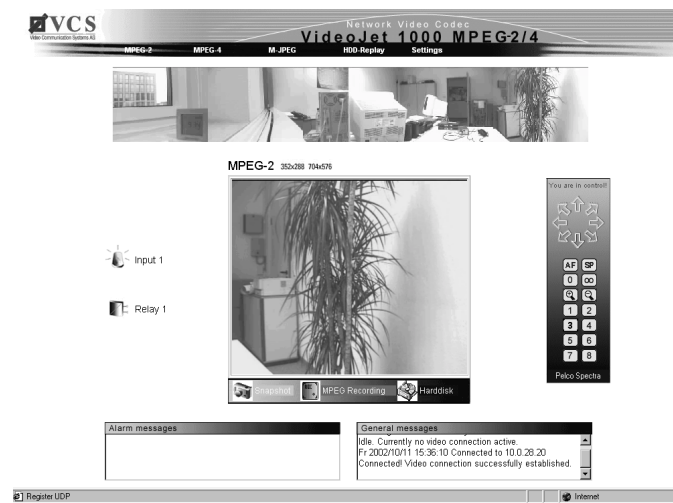 VCS
Video Communication Systems AG
Network Video Codec
VideoJet 1000 MPEG-2/4
MPEG-2 MPEG-4 M-JPEG HDD-Replay Settings
MPEG-2 352x288 704x576
You are in control!
AF SP
0 ∞
1 2
3 4
5 6
7 8
Pelco Spectra
Input 1
Relay 1
Snapshot MPEG Recording Harddisk
Alarm messages
General messages
Idle. Currently no video connection active.
Fr 2002/10/11 15:36:10 Connected to 10.0.28.20
Connected! Video connection successfully established.
Register UDP
Internet